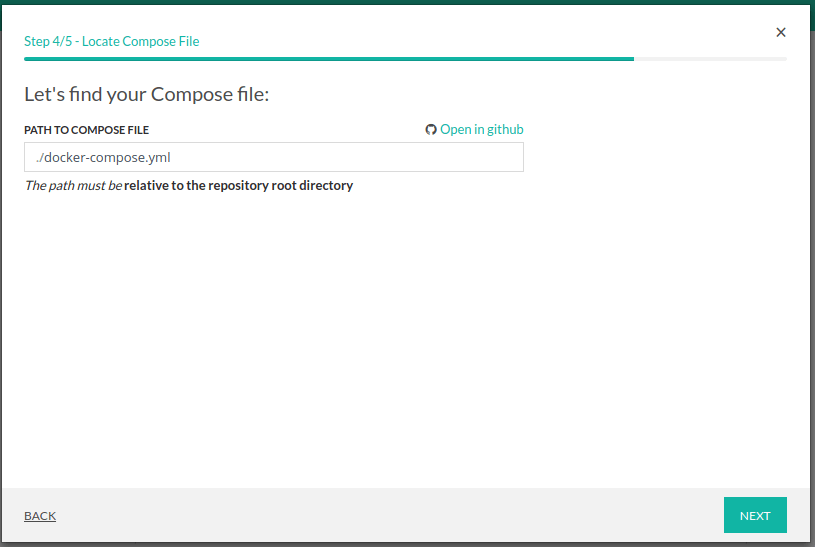 Step 4/5 - Locate Compose File
×
Let's find your Compose file:
PATH TO COMPOSE FILE
Open in github
./docker-compose.yml
The path must be relative to the repository root directory
BACK
NEXT